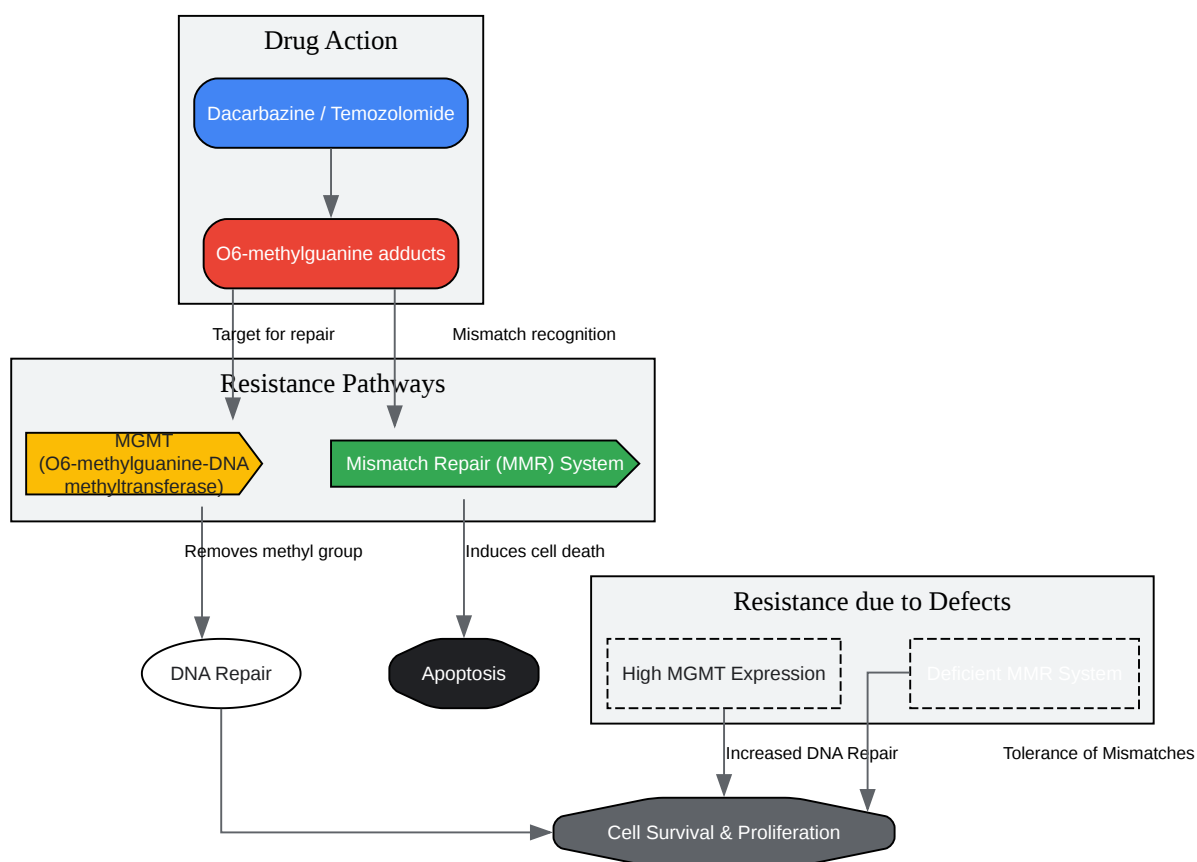 Drug Action
Dacarbazine / Temozolomide
O6-methylguanine adducts
Target for repair
Mismatch recognition
Resistance Pathways
MGMT
(O6-methylguanine-DNA
methyltransferase)
Mismatch Repair (MMR) System
Removes methyl group
Induces cell death
Resistance due to Defects
DNA Repair
Apoptosis
High MGMT Expression
Deficient MMR System
Increased DNA Repair
Tolerance of Mismatches
Cell Survival & Proliferation